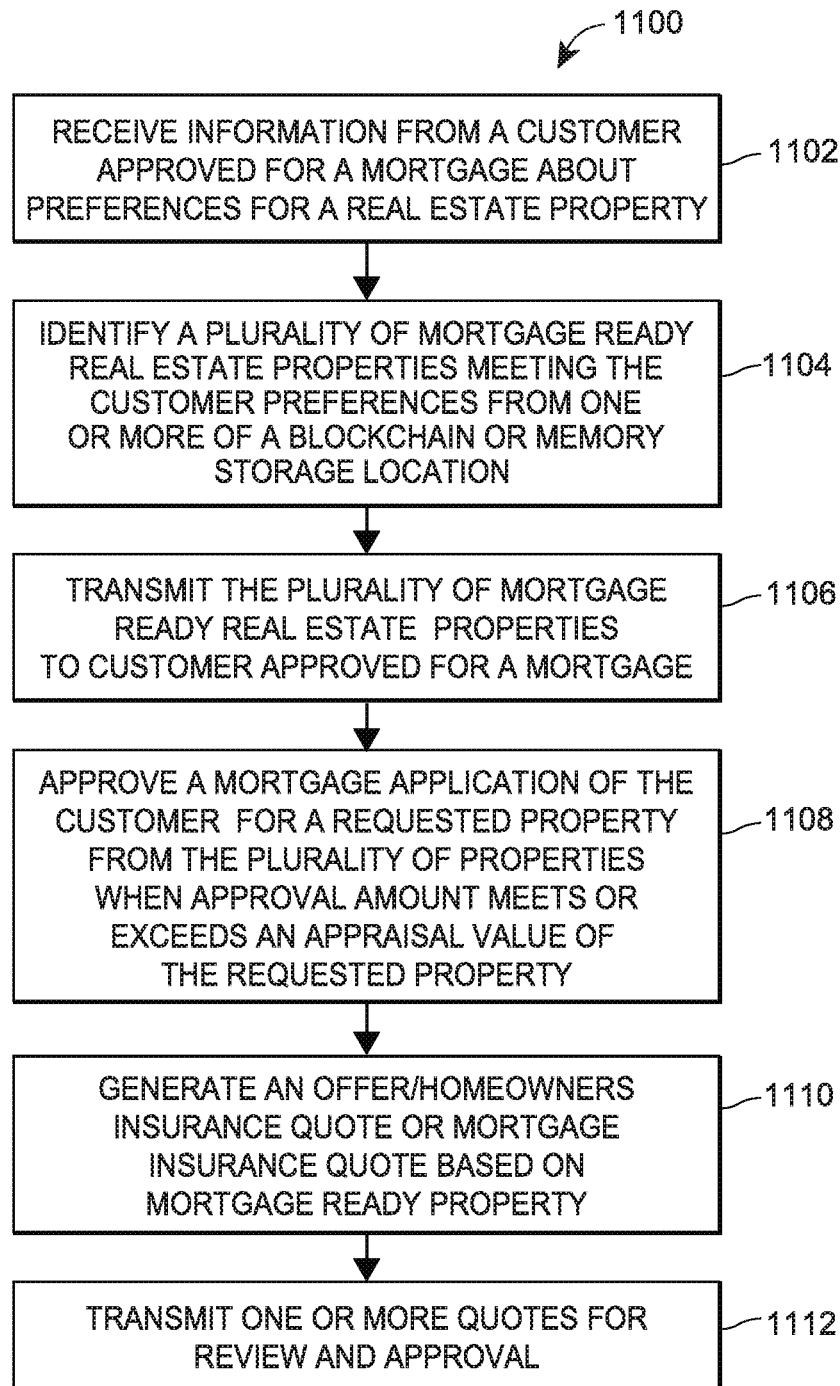 1100
RECEIVE INFORMATION FROM A CUSTOMER
APPROVED FOR A MORTGAGE ABOUT
PREFERENCES FOR A REAL ESTATE PROPERTY
1102
IDENTIFY A PLURALITY OF MORTGAGE READY
REAL ESTATE PROPERTIES MEETING THE
CUSTOMER PREFERENCES FROM ONE
OR MORE OF A BLOCKCHAIN OR MEMORY
STORAGE LOCATION
1104
TRANSMIT THE PLURALITY OF MORTGAGE
READY REAL ESTATE PROPERTIES
TO CUSTOMER APPROVED FOR A MORTGAGE
1106
APPROVE A MORTGAGE APPLICATION OF THE
CUSTOMER FOR A REQUESTED PROPERTY
FROM THE PLURALITY OF PROPERTIES
WHEN APPROVAL AMOUNT MEETS OR
EXCEEDS AN APPRAISAL VALUE OF
THE REQUESTED PROPERTY
1108
GENERATE AN OFFER/HOMEOWNERS
INSURANCE QUOTE OR MORTGAGE
INSURANCE QUOTE BASED ON
MORTGAGE READY PROPERTY
1110
TRANSMIT ONE OR MORE QUOTES FOR
REVIEW AND APPROVAL
1112